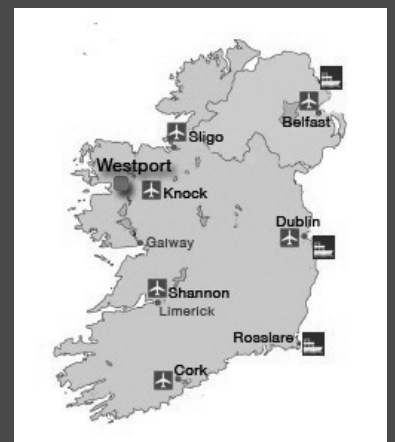 Belfast
Sligo
Westport
Knock
Dublin
Galway
Shannon
Limerick
Rosslare
Cork